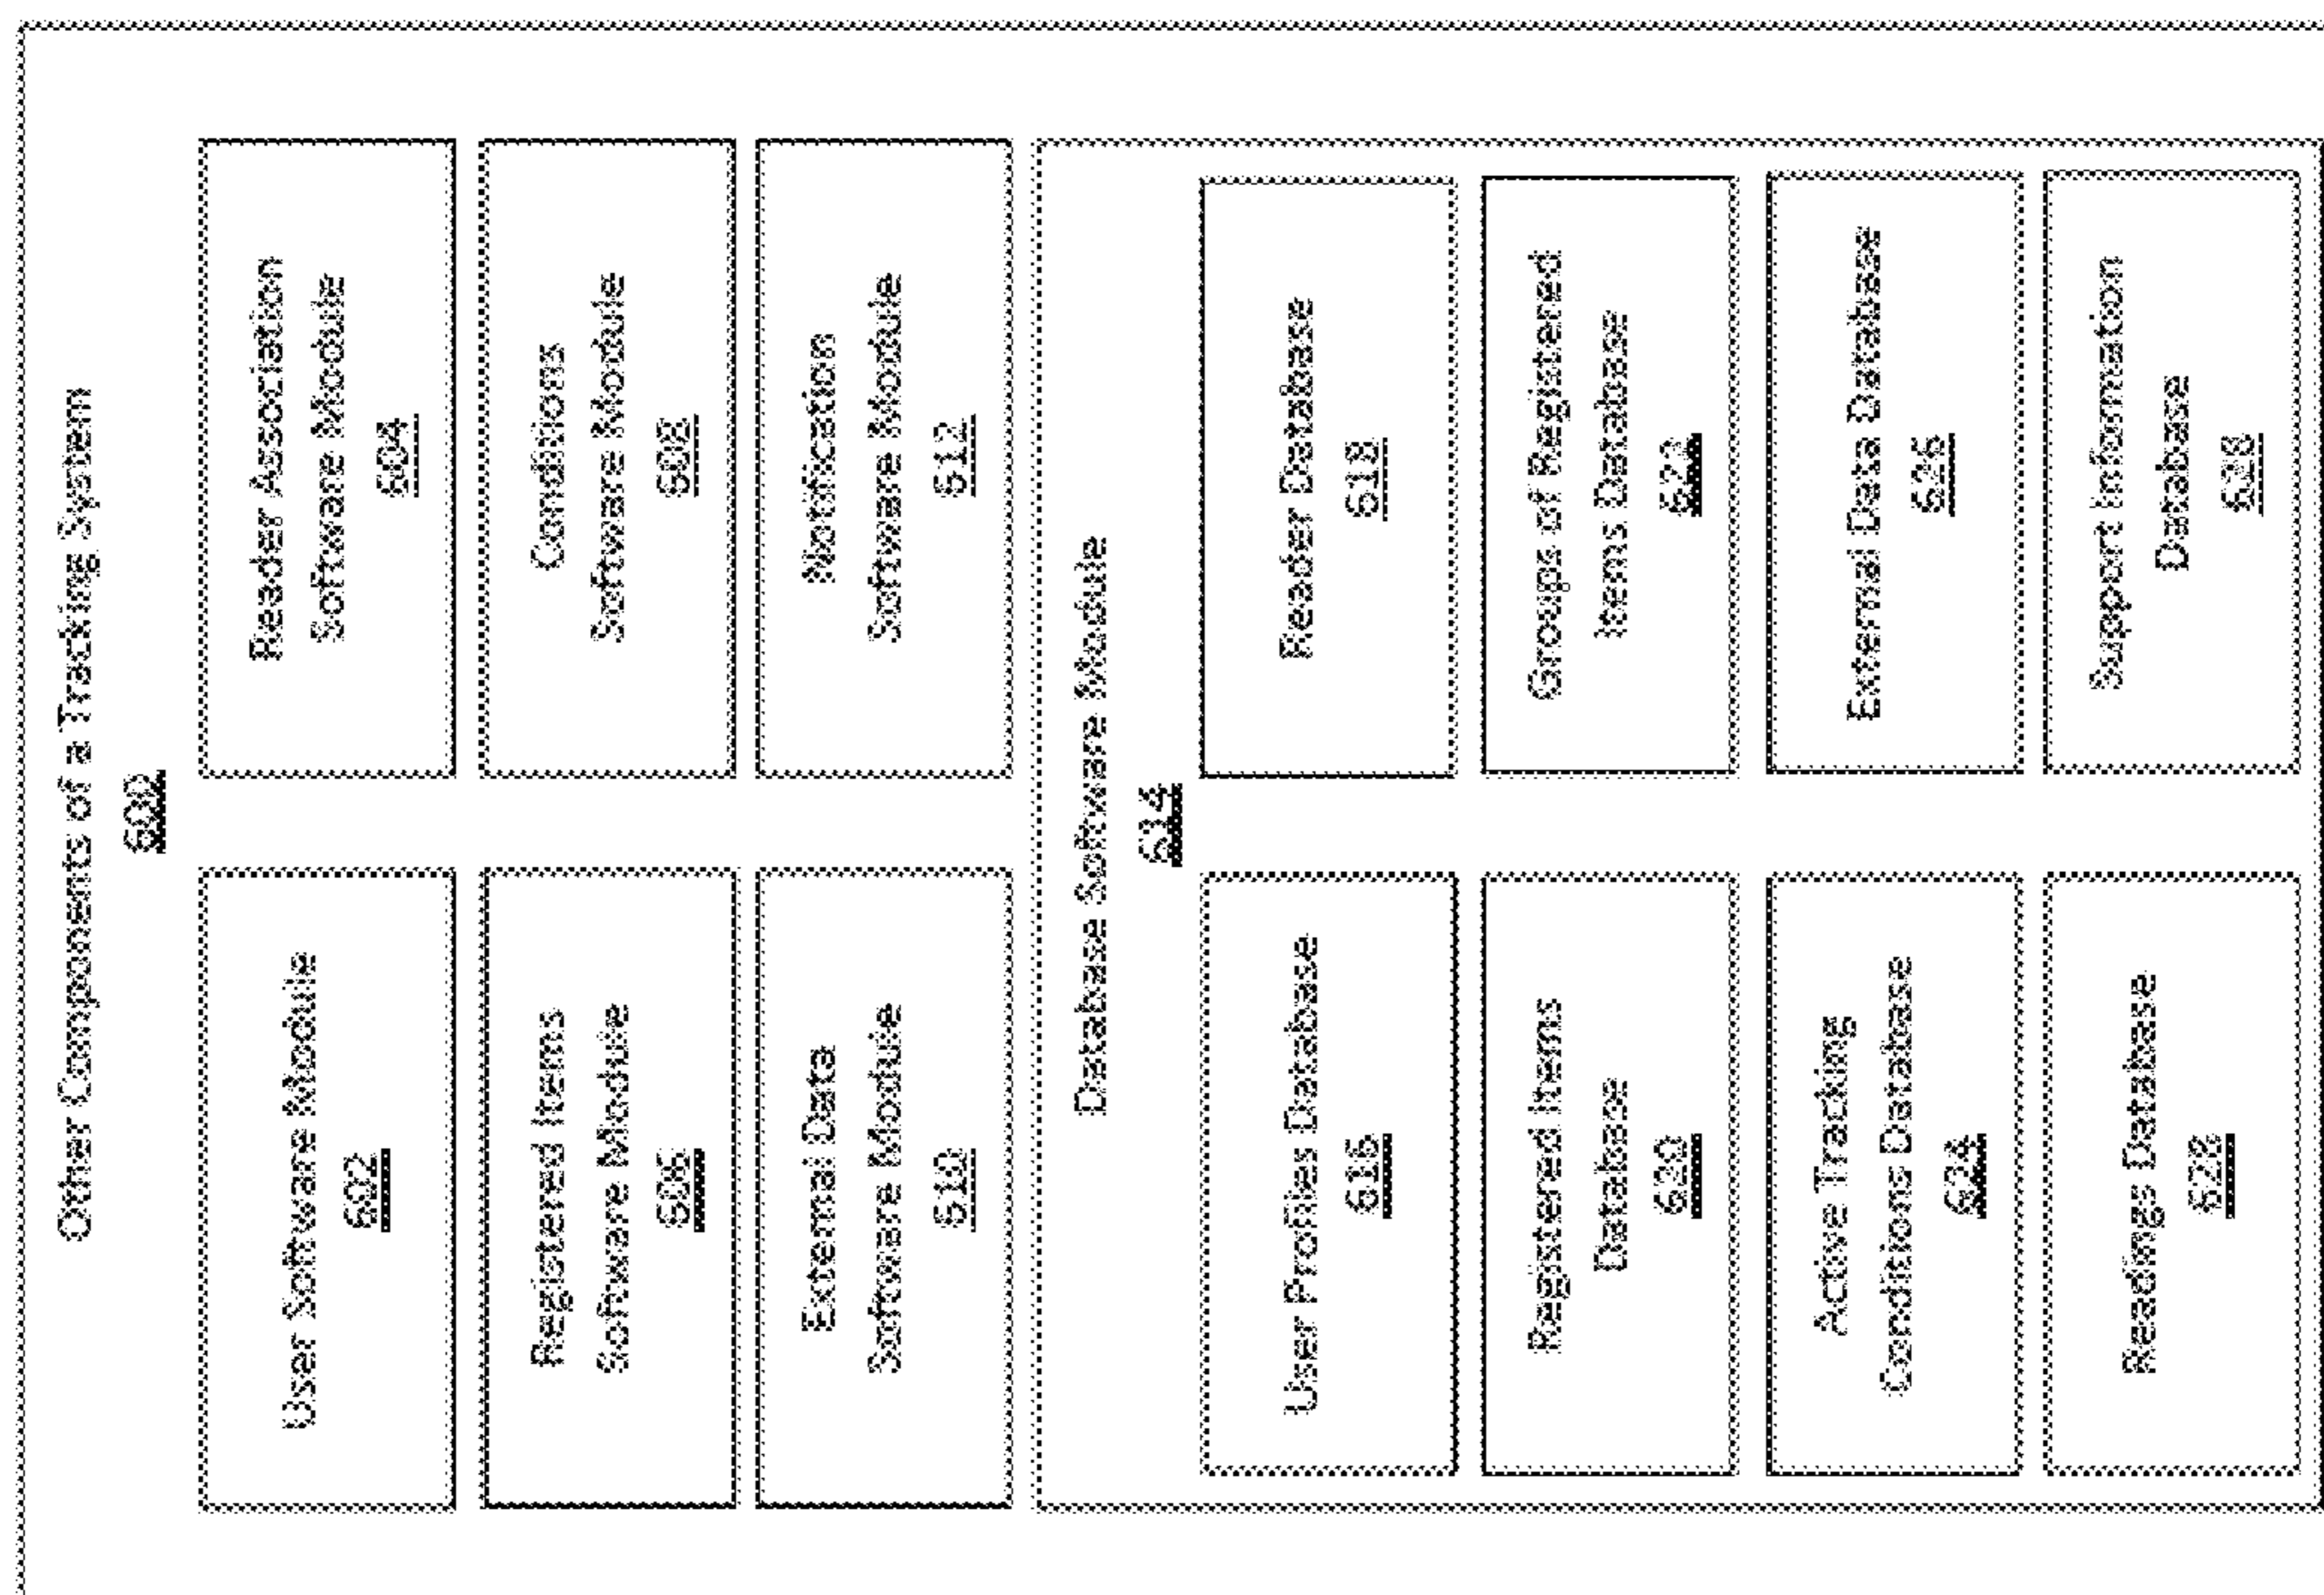 Other Components of a Tracking System
600
User Software Module
602
Reader Association
Software Module
604
Registered Items
Software Module
606
Conditions
Software Module
608
External Data
Software Module
610
Notification
Software Module
612
Database Software Module
614
User Profiles Database
616
Reader Database
618
Registered Items
Database
620
Groups of Registered
Items Database
Active Tracking
Conditions Database
624
External Data Database
626
Readings Database
628
Support Information
Database